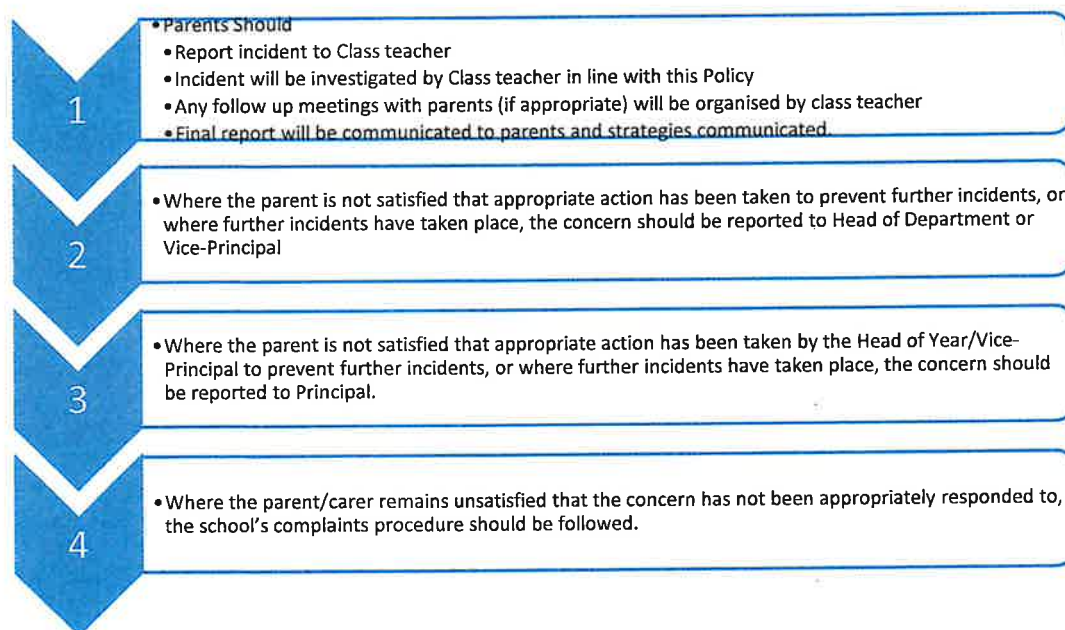 • Parents Should
• Report incident to Class teacher
• Incident will be investigated by Class teacher in line with this Policy
• Any follow up meetings with parents (if appropriate) will be organised by class teacher
• Final report will be communicated to parents and strategies communicated.
1
• Where the parent is not satisfied that appropriate action has been taken to prevent further incidents, or
where further incidents have taken place, the concern should be reported to Head of Department or
Vice-Principal
2
• Where the parent is not satisfied that appropriate action has been taken by the Head of Year/Vice-
Principal to prevent further incidents, or where further incidents have taken place, the concern should
be reported to Principal.
3
• Where the parent/carer remains unsatisfied that the concern has not been appropriately responded to,
the school's complaints procedure should be followed.
4